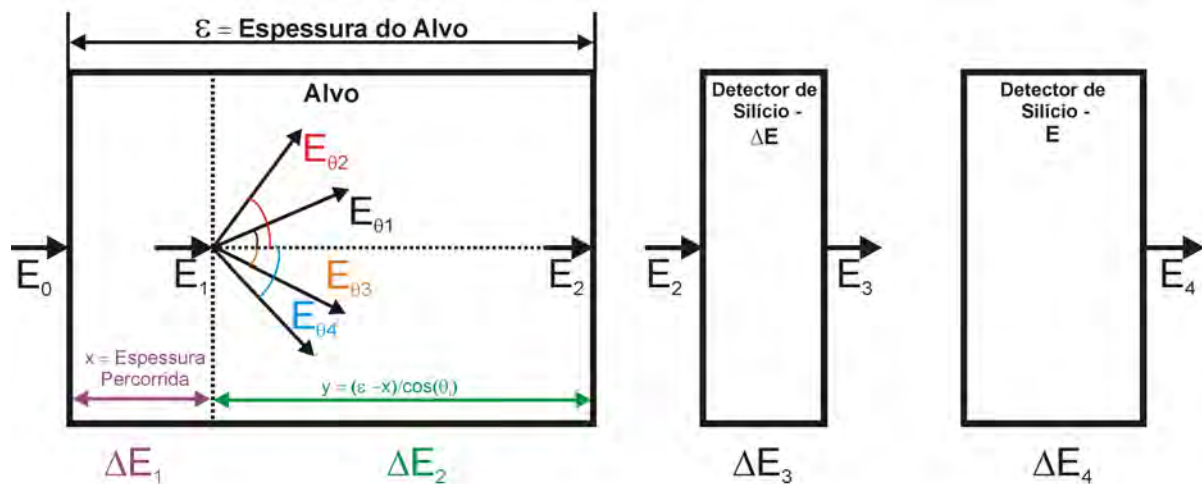 ε = Espessura do Alvo
Alvo
E₀
E₁
Eθ2
Eθ1
Eθ3
Eθ4
E₂
x = Espessura
Percorrida
y = (ε -x)/cos(θᵢ)
ΔE₁
ΔE₂
Detector de
Silício -
ΔE
E₂
E₃
ΔE₃
Detector de
Silício -
E
E₄
ΔE₄